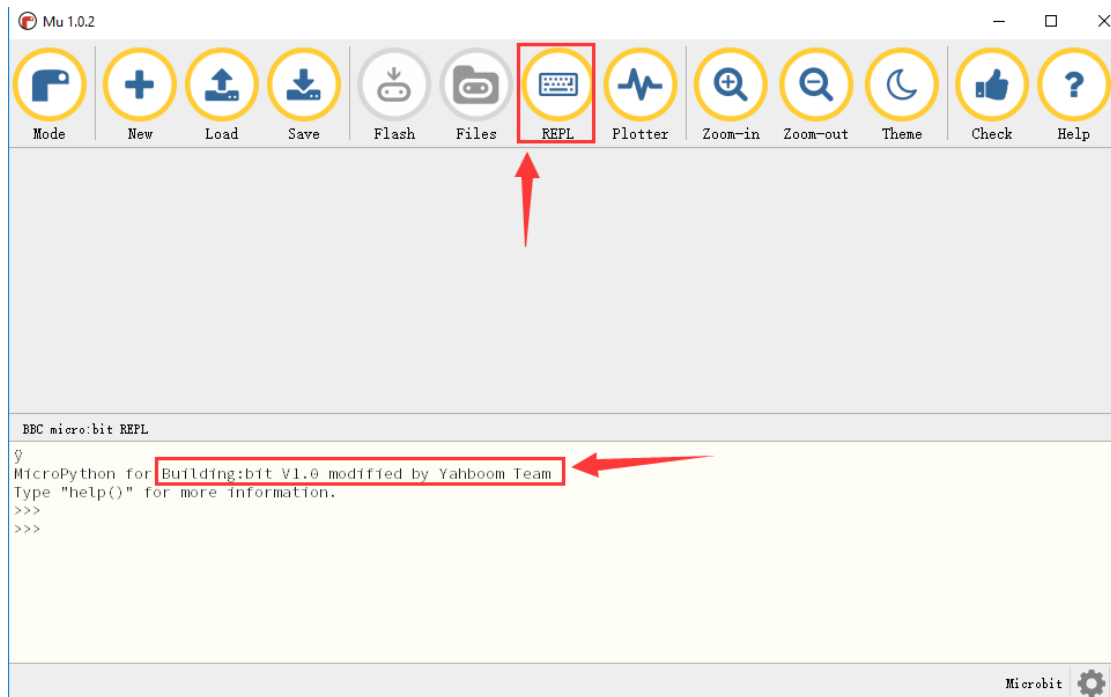 Mu 1.0.2
Mode New Load Save Flash Files REPL Plotter Zoom-in Zoom-out Theme Check Help
BBC micro:bit REPL
ÿ
MicroPython for Building:bit V1.0 modified by Yahboom Team
Type "help()" for more information.
>>>
>>>
Microbit